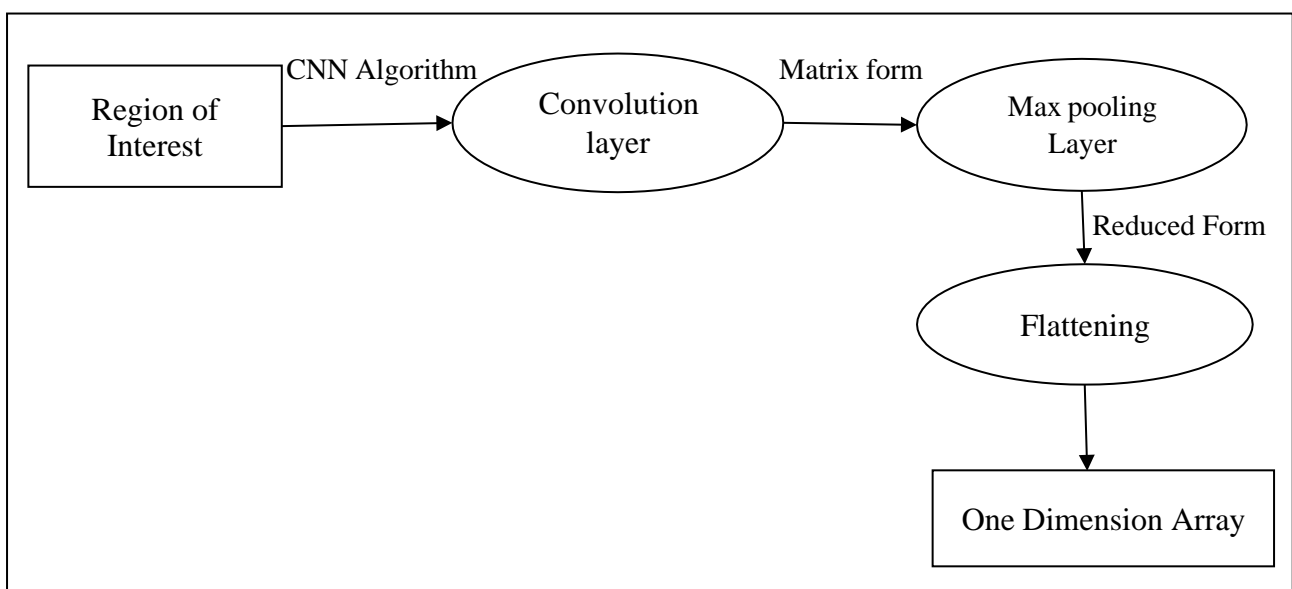 Region of
Interest
CNN Algorithm
Convolution
layer
Matrix form
Max pooling
Layer
Reduced Form
Flattening
One Dimension Array